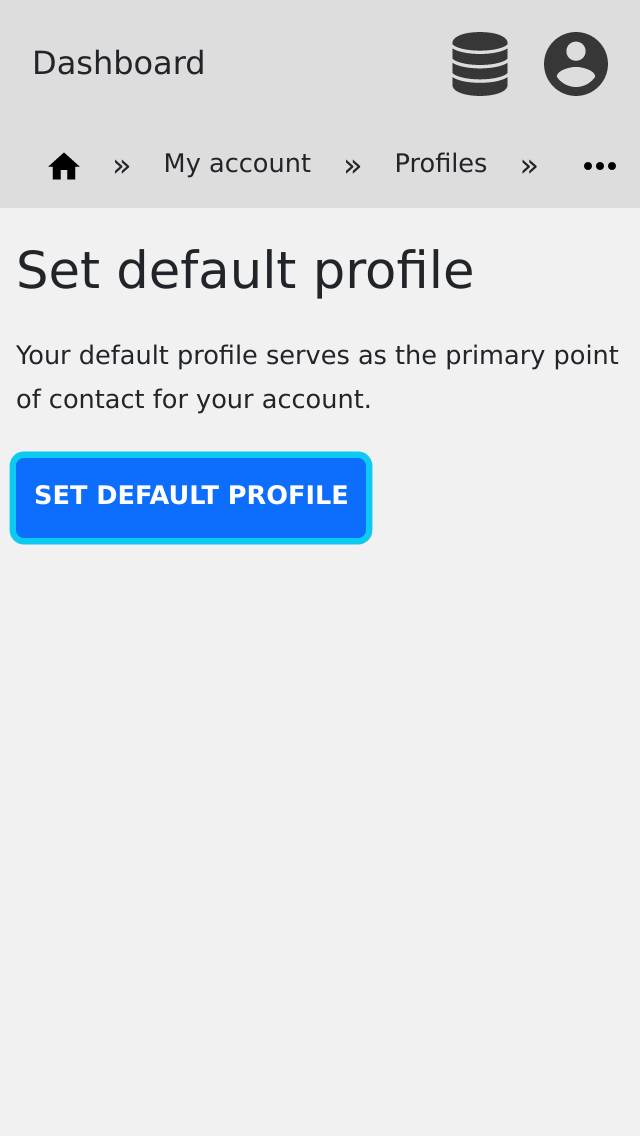 Dashboard
» My account » Profiles » •••
Set default profile
Your default profile serves as the primary point
of contact for your account.
SET DEFAULT PROFILE